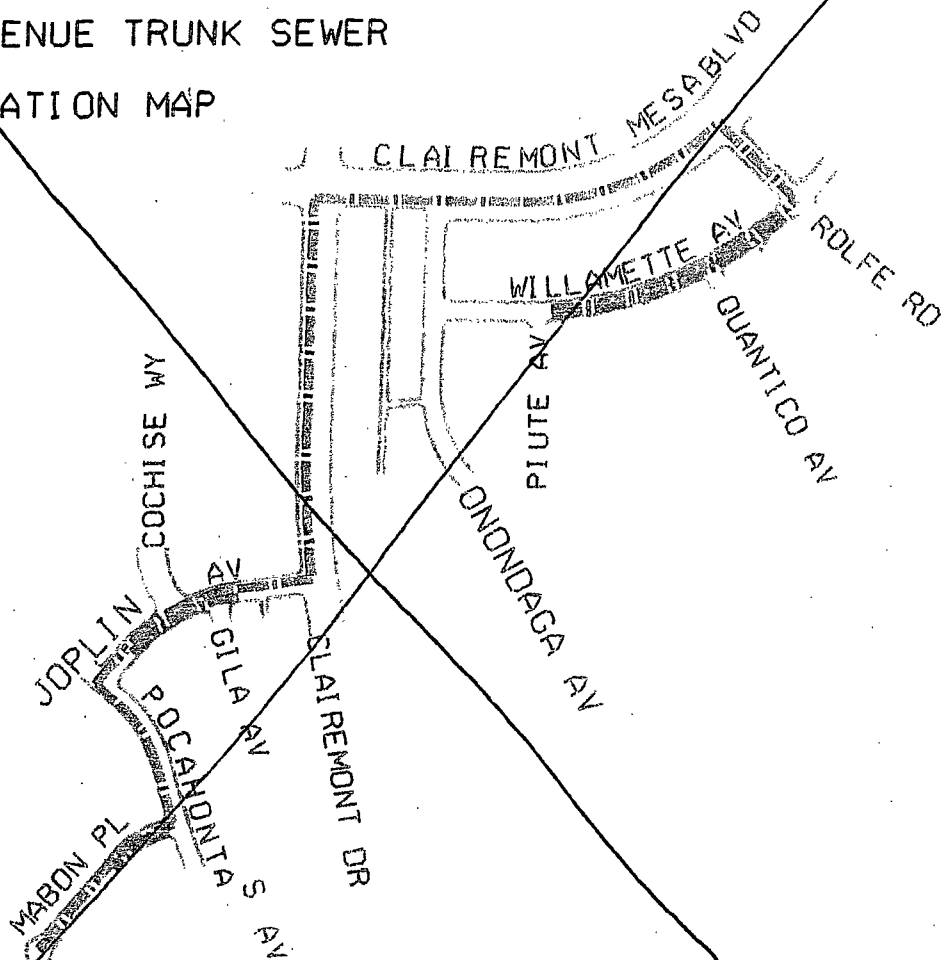 ENUE TRUNK SEWER
ATION MAP
CLAIREMONT MESA BLVD
ROLFE RD
WILLAMETTE AV
QUANTICO AV
PIUTE AV
COCHISE WY
ONONDAGA AV
JOPLIN AV
GILA AV
CLAIREMONT DR
POCAHONTAS AV
MABON PL